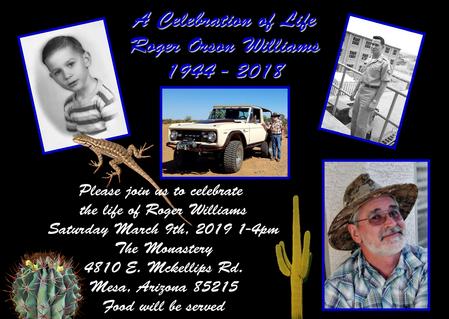 A Celebration of Life
Roger Orson Williams
1944 - 2018
Please join us to celebrate
the life of Roger Williams
Saturday March 9th, 2019 1-4pm
The Monastery
4810 E. Mckellips Rd.
Mesa, Arizona 85215
Food will be served